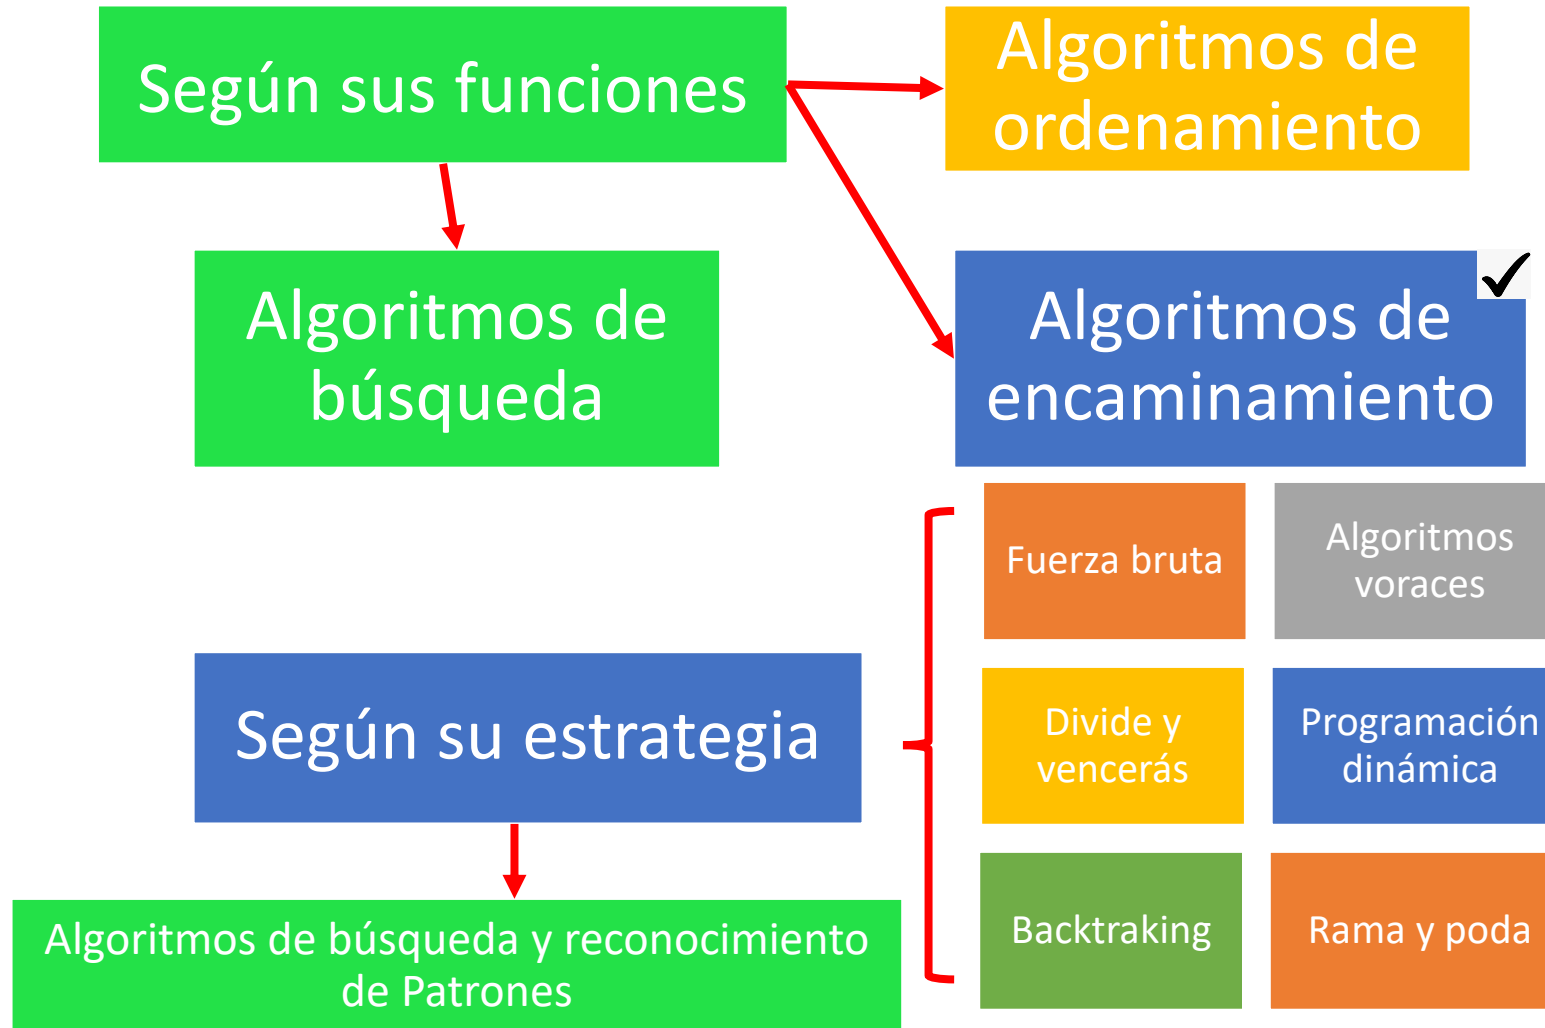 Según sus funciones
Algoritmos de
ordenamiento
Algoritmos de
búsqueda
Algoritmos de
encaminamiento
Según su estrategia
Fuerza bruta
Algoritmos
voraces
Divide y
vencerás
Programación
dinámica
Backtraking
Rama y poda
Algoritmos de búsqueda y reconocimiento
de Patrones